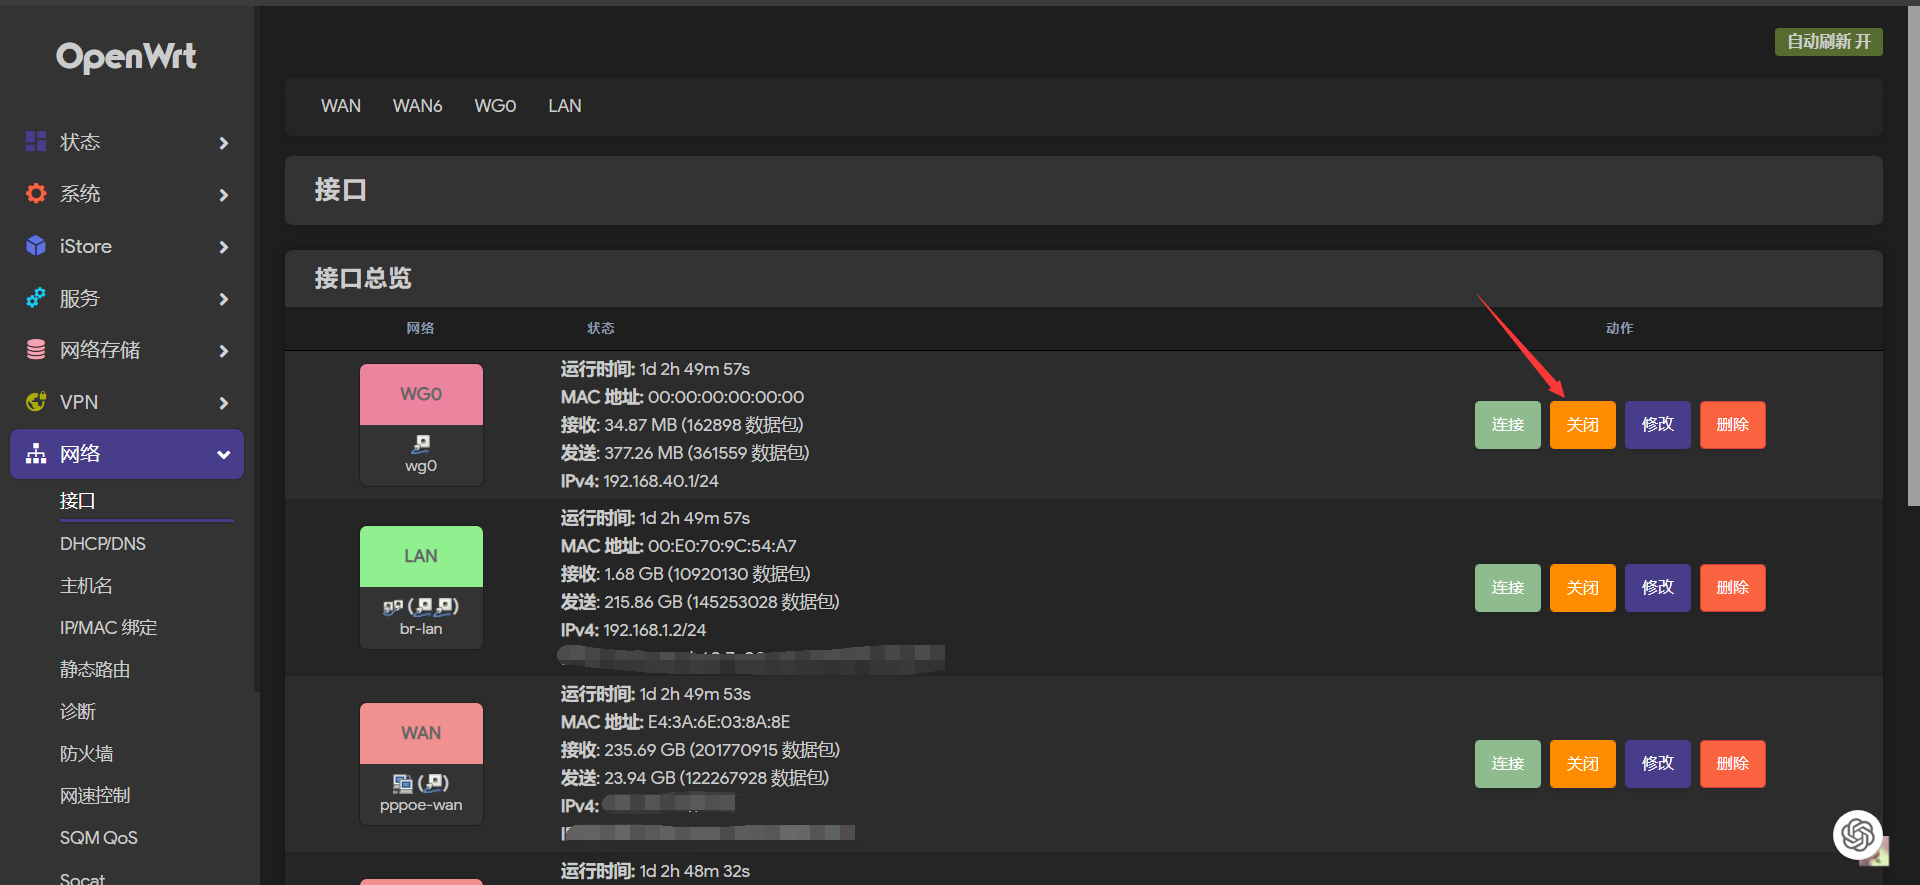 OpenWrt
状态
系统
iStore
服务
网络存储
VPN
网络
接口
DHCP/DNS
主机名
IP/MAC 绑定
静态路由
诊断
防火墙
网速控制
SQM QoS
Socat
自动刷新 开
WAN WAN6 WG0 LAN
接口
接口总览
网络 状态 动作
WG0
wg0
运行时间: 1d 2h 49m 57s
MAC 地址: 00:00:00:00:00:00
接收: 34.87 MB (162898 数据包)
发送: 377.26 MB (361559 数据包)
IPv4: 192.168.40.1/24
连接 关闭 修改 删除
LAN
( )
br-lan
运行时间: 1d 2h 49m 57s
MAC 地址: 00:E0:70:9C:54:A7
接收: 1.68 GB (10920130 数据包)
发送: 215.86 GB (145253028 数据包)
IPv4: 192.168.1.2/24
连接 关闭 修改 删除
WAN
( )
pppoe-wan
运行时间: 1d 2h 49m 53s
MAC 地址: E4:3A:6E:03:8A:8E
接收: 235.69 GB (201770915 数据包)
发送: 23.94 GB (122267928 数据包)
IPv4:
连接 关闭 修改 删除
运行时间: 1d 2h 48m 32s